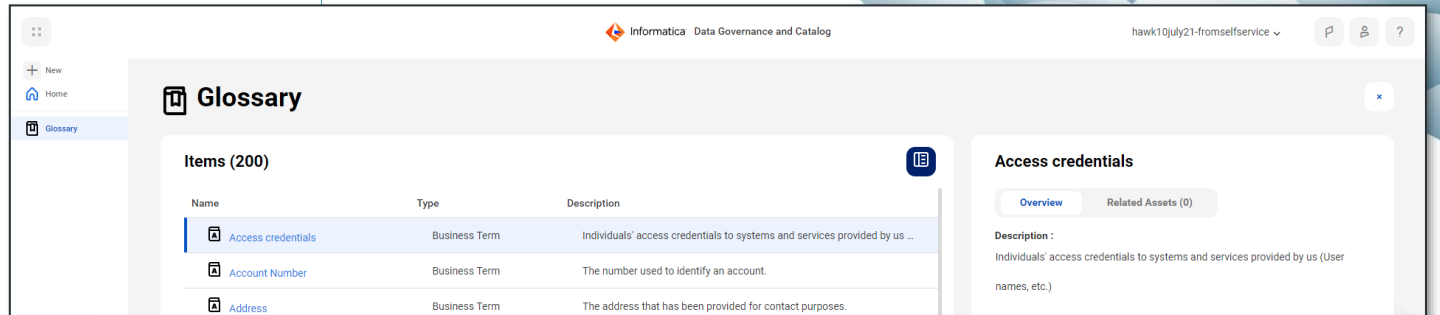 Informatica Data Governance and Catalog
hawk10july21-fromselfservice
?
New
Home
Glossary
Glossary
×
Items (200)
Name Type Description
Access credentials Business Term Individuals' access credentials to systems and services provided by us ...
Account Number Business Term The number used to identify an account.
Address Business Term The address that has been provided for contact purposes.
Access credentials
Overview Related Assets (0)
Description :
Individuals' access credentials to systems and services provided by us (User
names, etc.)